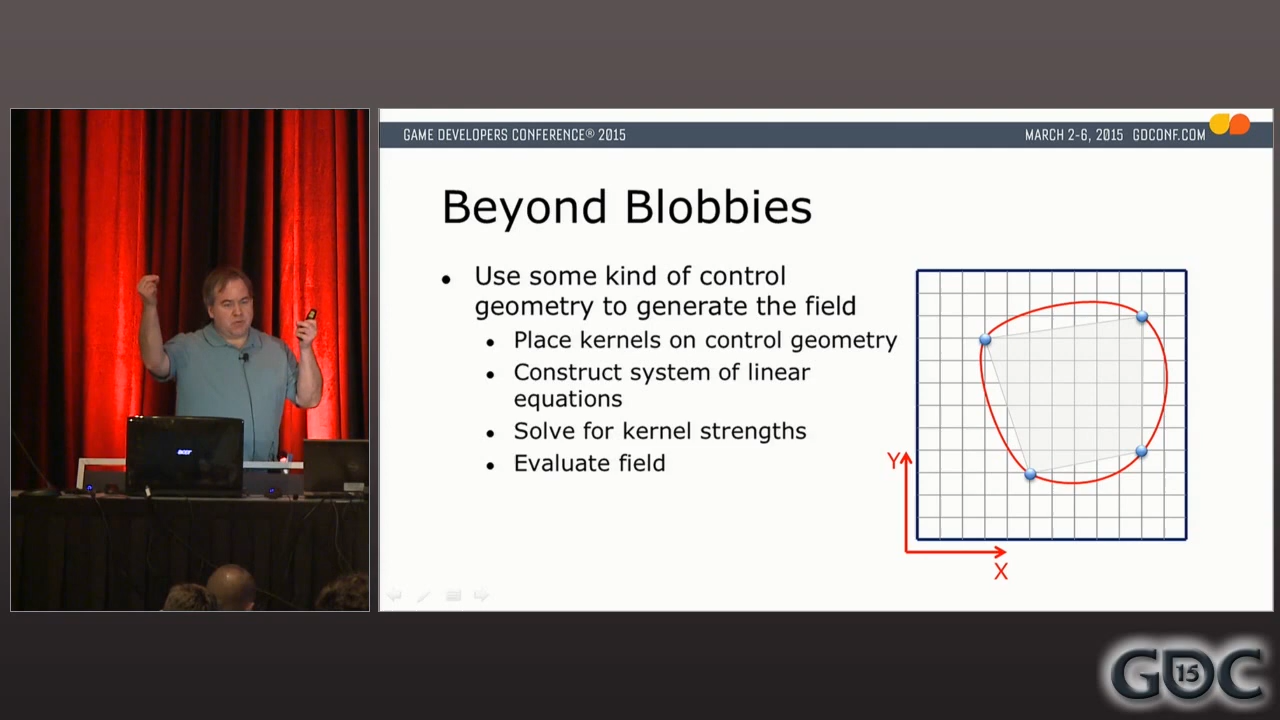 GAME DEVELOPERS CONFERENCE® 2015
MARCH 2-6, 2015 GDCONF.COM
Beyond Blobbies
• Use some kind of control
geometry to generate the field
• Place kernels on control geometry
• Construct system of linear
equations
• Solve for kernel strengths
• Evaluate field
Y
X
acer
GDC 15